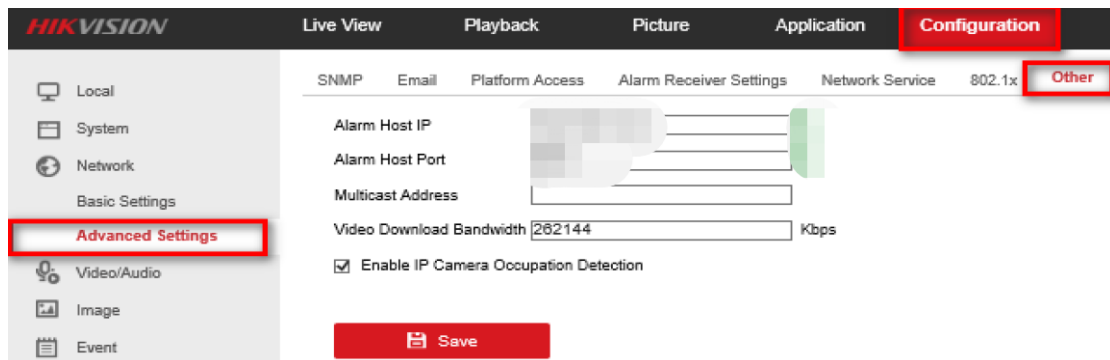 HIKVISION Live View Playback Picture Application Configuration
SNMP Email Platform Access Alarm Receiver Settings Network Service 802.1x Other
Local
System
Network
Basic Settings
Advanced Settings
Video/Audio
Image
Event
Alarm Host IP
Alarm Host Port
Multicast Address
Video Download Bandwidth 262144 Kbps
Enable IP Camera Occupation Detection
Save